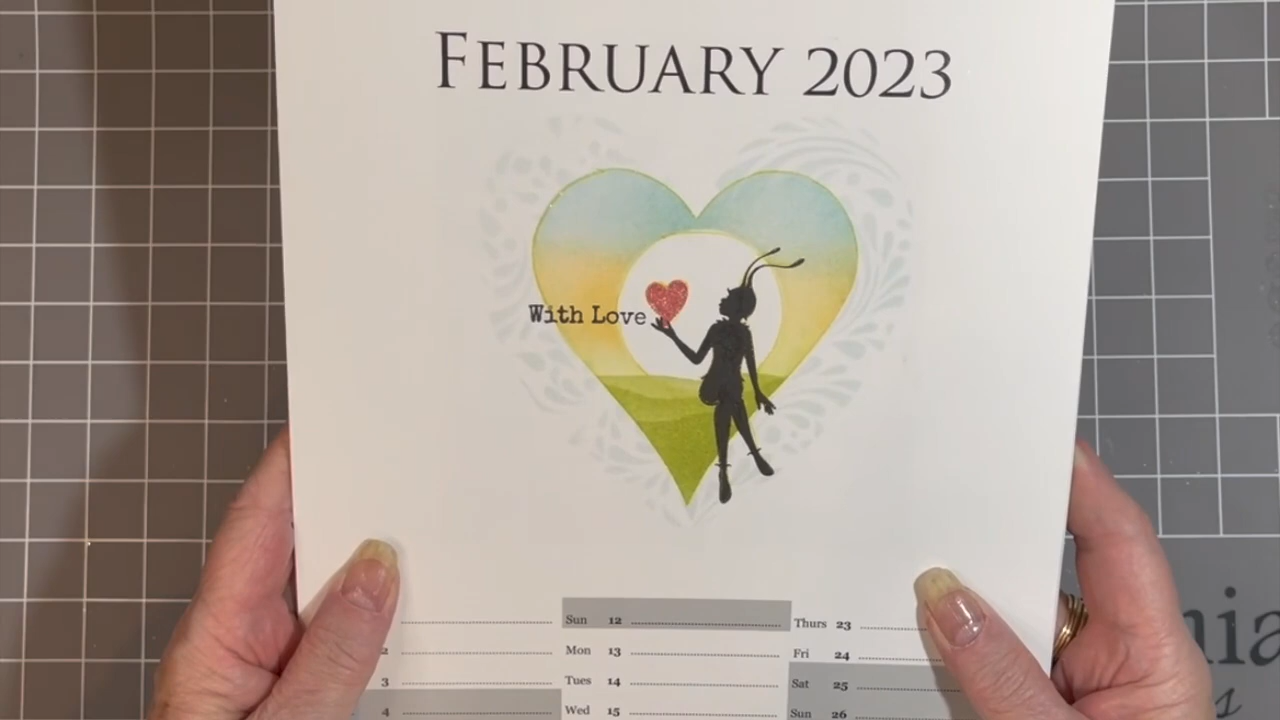 FEBRUARY 2023
With Love
Sun 12
Thurs 23
2
Mon 13
Fri 24
3
Tues 14
Sat 25
4
Wed 15
Sun 26